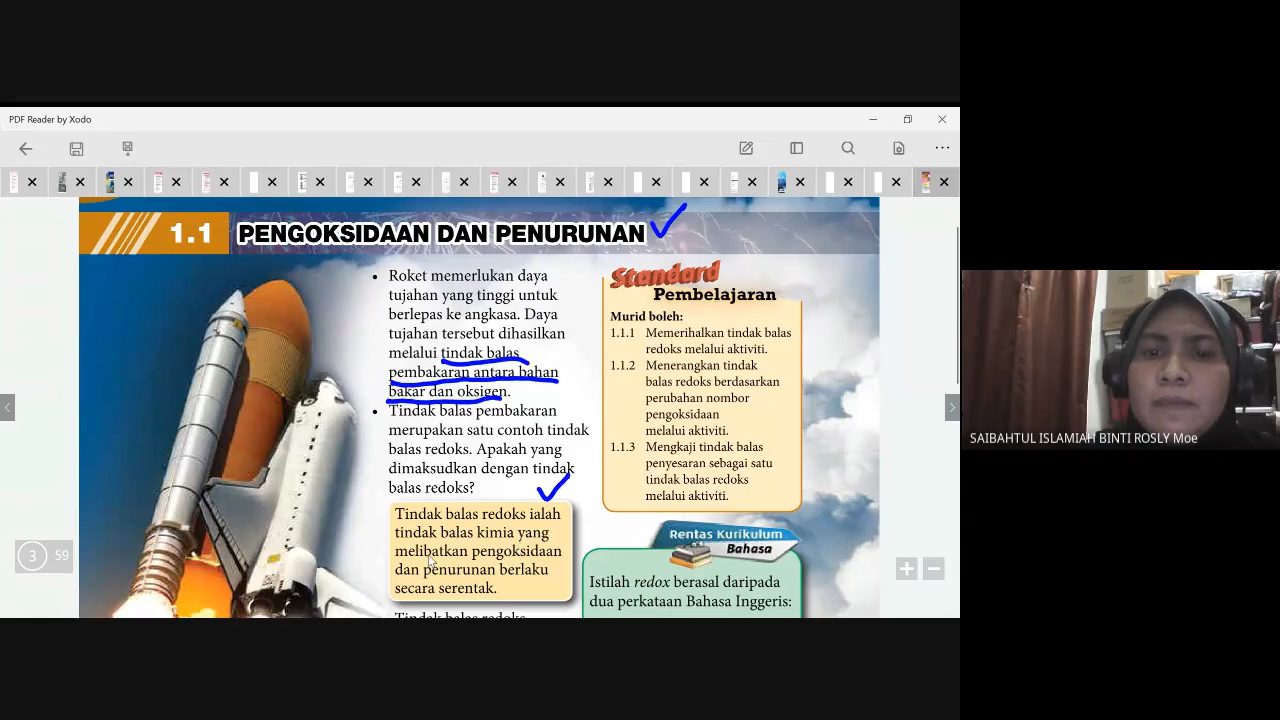 PDF Reader by Xodo
1.1 PENGOKSIDAAN DAN PENURUNAN
• Roket memerlukan daya
tujahan yang tinggi untuk
berlepas ke angkasa. Daya
tujahan tersebut dihasilkan
melalui tindak balas
pembakaran antara bahan
bakar dan oksigen.
• Tindak balas pembakaran
merupakan satu contoh tindak
balas redoks. Apakah yang
dimaksudkan dengan tindak
balas redoks?
Tindak balas redoks ialah
tindak balas kimia yang
melibatkan pengoksidaan
dan penurunan berlaku
secara serentak.
Tindak balas redoks
Standard
Pembelajaran
Murid boleh:
1.1.1 Memerihalkan tindak balas
redoks melalui aktiviti.
1.1.2 Menerangkan tindak
balas redoks berdasarkan
perubahan nombor
pengoksidaan
melalui aktiviti.
1.1.3 Mengkaji tindak balas
penyesaran sebagai satu
tindak balas redoks
melalui aktiviti.
Rentas Kurikulum
Bahasa
Istilah redox berasal daripada
dua perkataan Bahasa Inggeris:
3 59
SAIBAHTUL ISLAMIAH BINTI ROSLY Moe